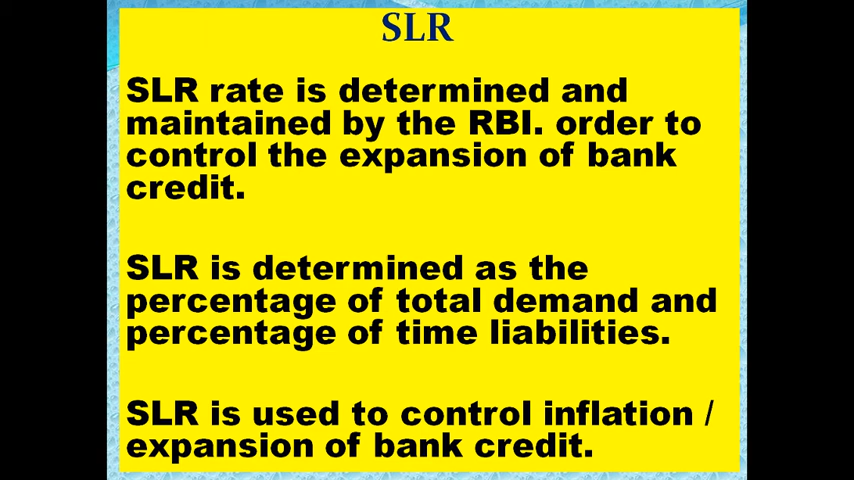 SLR
SLR rate is determined and
maintained by the RBI. order to
control the expansion of bank
credit.
SLR is determined as the
percentage of total demand and
percentage of time liabilities.
SLR is used to control inflation /
expansion of bank credit.